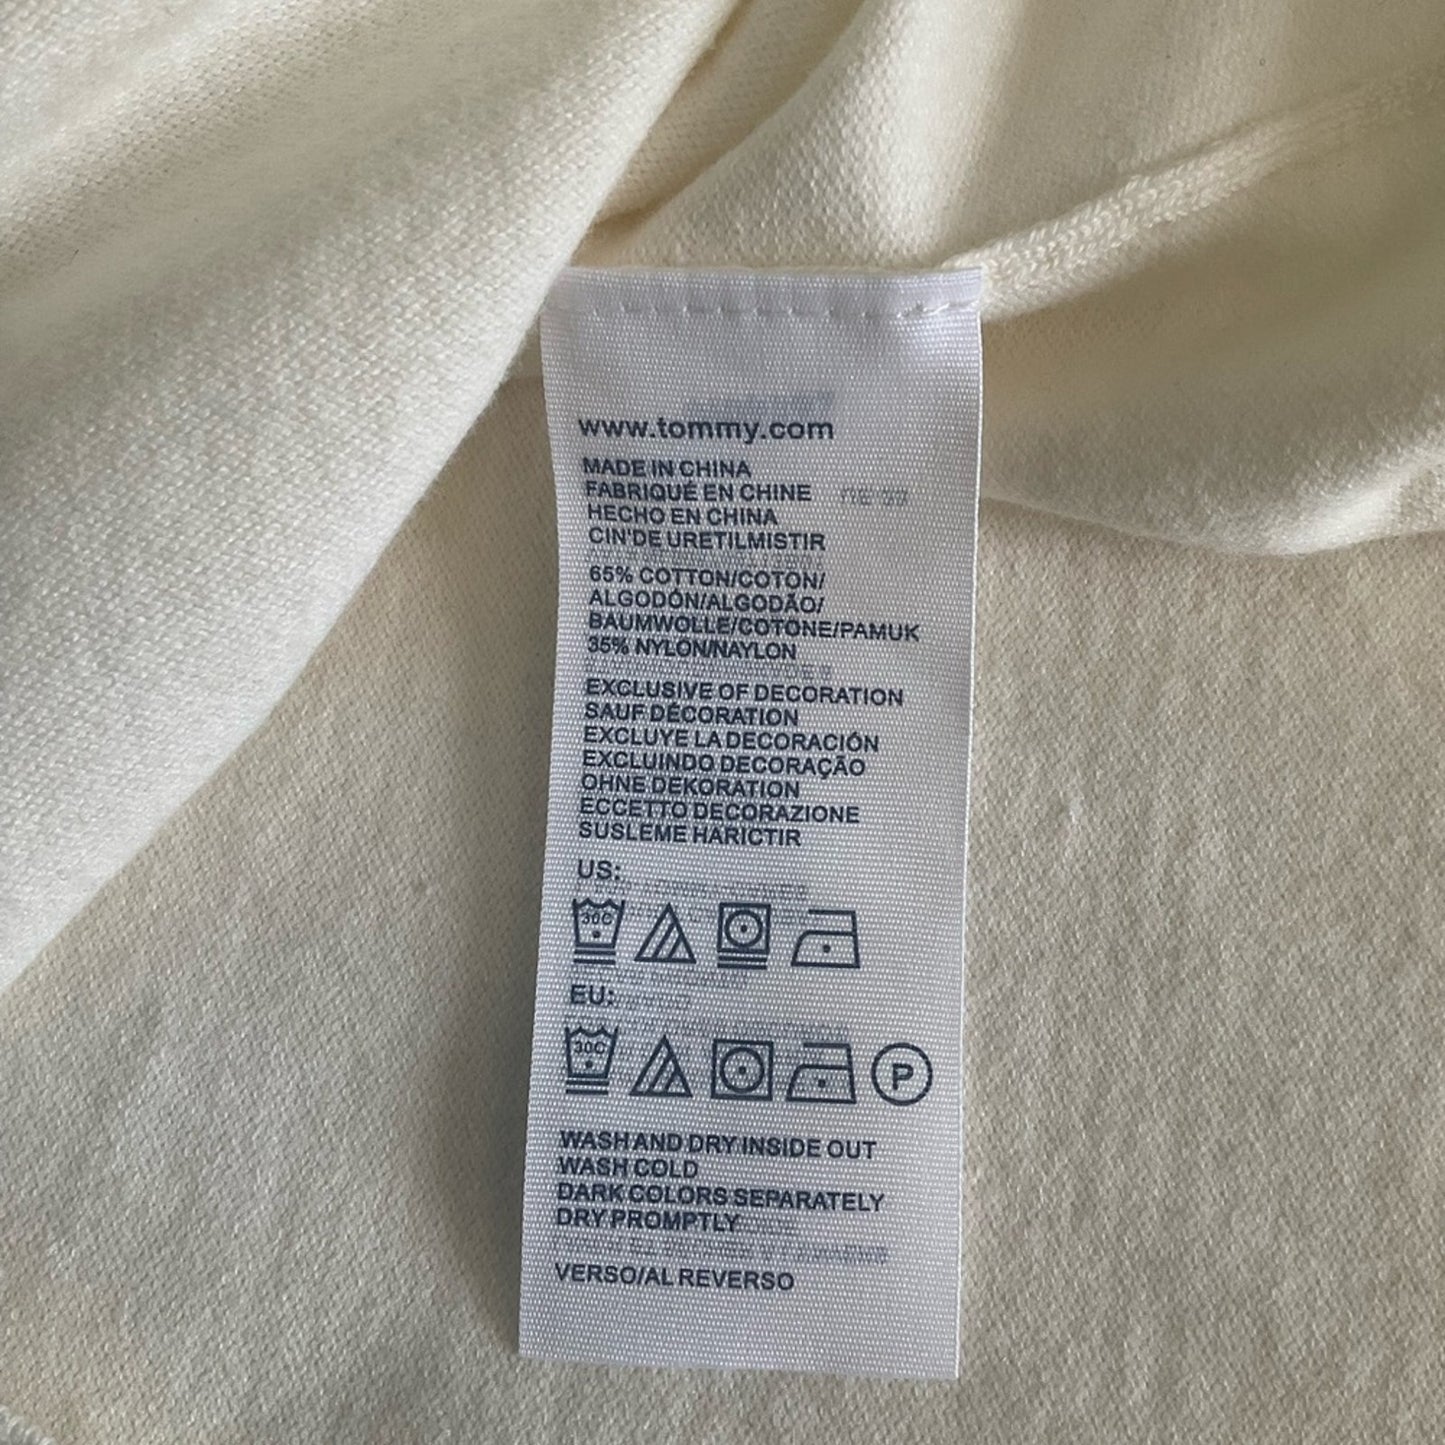 www.tommy.com
MADE IN CHINA
FABRIQUÉ EN CHINE
HECHO EN CHINA
CIN'DE URETILMISTIR
65% COTTON/COTON/
ALGODÓN/ALGODÃO/
BAUMWOLLE/COTONE/PAMUK
35% NYLON/NAYLON
EXCLUSIVE OF DECORATION
SAUF DÉCORATION
EXCLUYE LA DECORACIÓN
EXCLUINDO DECORAÇÃO
OHNE DEKORATION
ECCETTO DECORAZIONE
SUSLEME HARICTIR
US:
30C
EU:
30C
P
WASH AND DRY INSIDE OUT
WASH COLD
DARK COLORS SEPARATELY
DRY PROMPTLY
VERSO/AL REVERSO